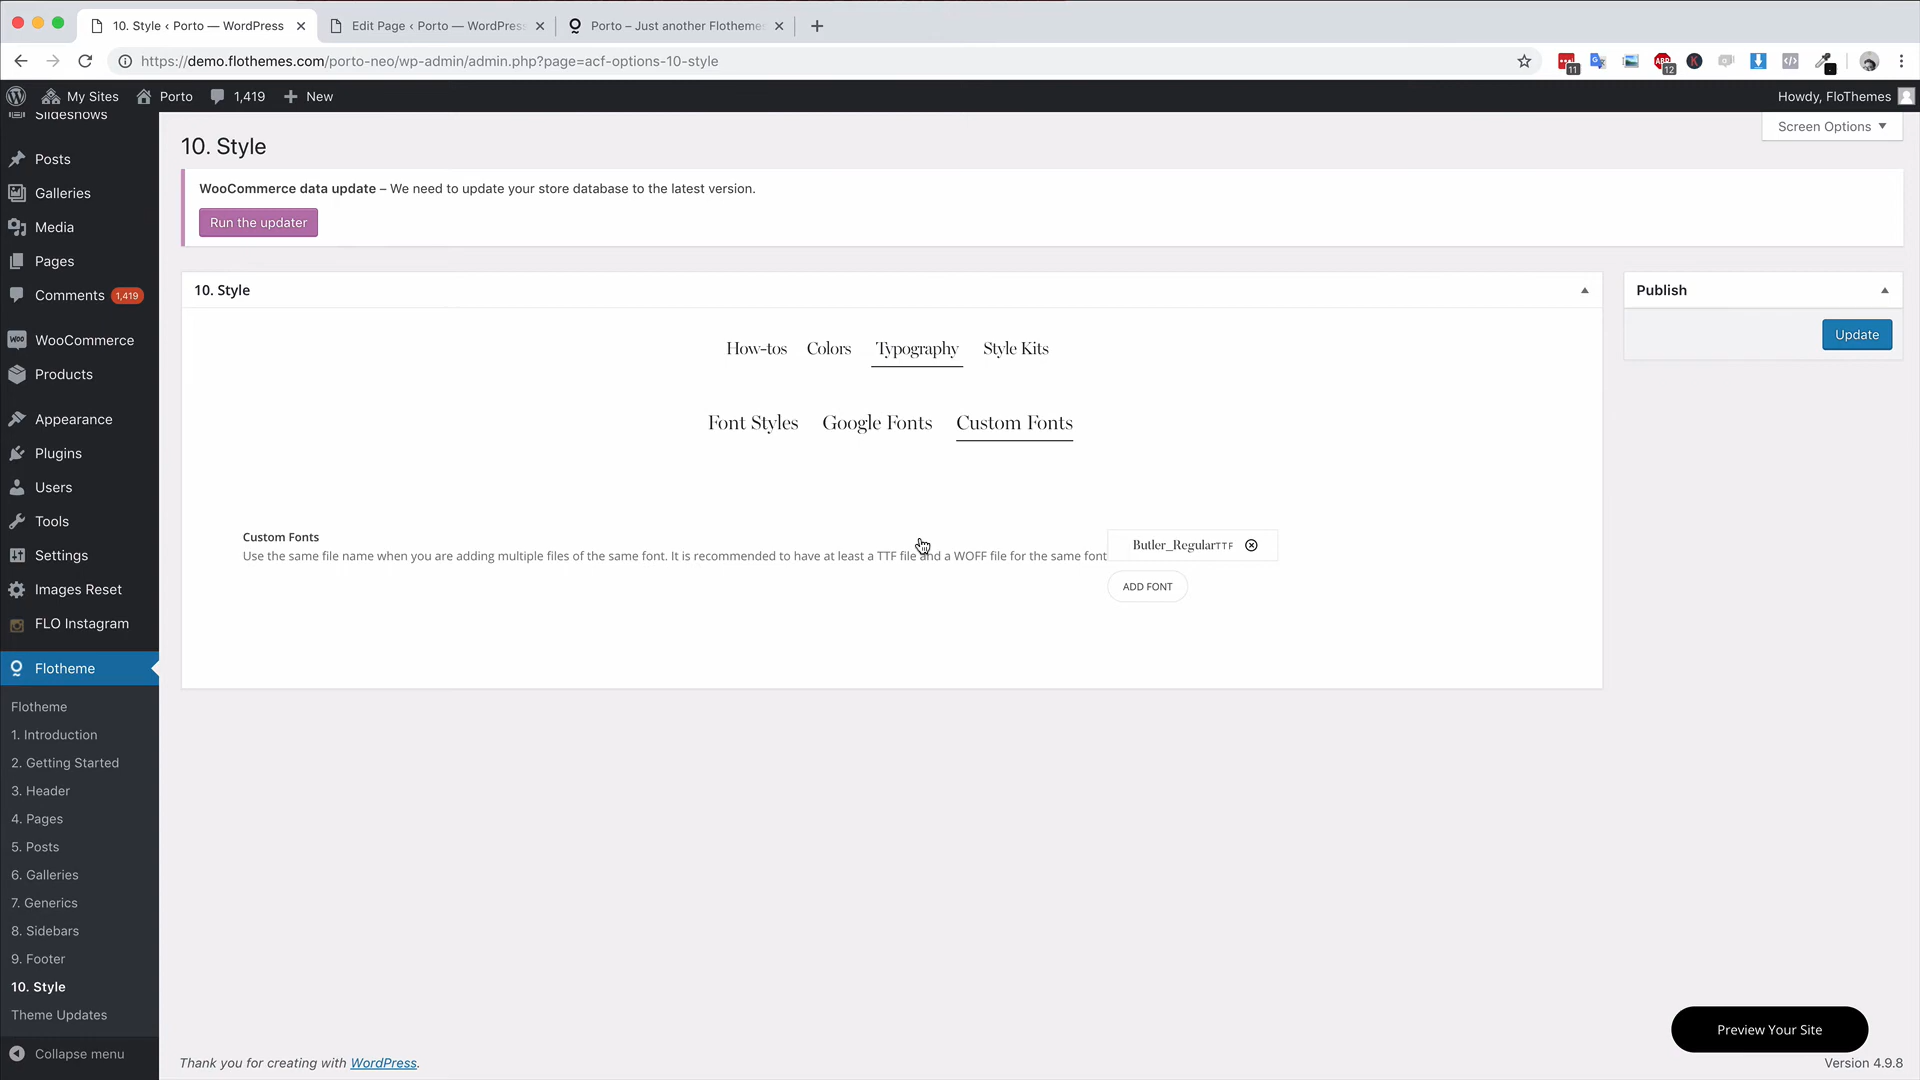 10. Style ‹ Porto — WordPress
Edit Page ‹ Porto — WordPress
Porto – Just another Flothemes
https://demo.flothemes.com/porto-neo/wp-admin/admin.php?page=acf-options-10-style
11
12
My Sites
Porto
1,419
New
Howdy, FloThemes
Screen Options
Slideshows
Posts
Galleries
Media
Pages
Comments 1,419
WooCommerce
Products
Appearance
Plugins
Users
Tools
Settings
Images Reset
FLO Instagram
Flotheme
Flotheme
1. Introduction
2. Getting Started
3. Header
4. Pages
5. Posts
6. Galleries
7. Generics
8. Sidebars
9. Footer
10. Style
Theme Updates
Collapse menu
10. Style
WooCommerce data update – We need to update your store database to the latest version.
Run the updater
10. Style
How-tos Colors Typography Style Kits
Font Styles Google Fonts Custom Fonts
Custom Fonts
Use the same file name when you are adding multiple files of the same font. It is recommended to have at least a TTF file and a WOFF file for the same font
Butler_Regular TTF
ADD FONT
Publish
Update
Preview Your Site
Thank you for creating with WordPress.
Version 4.9.8